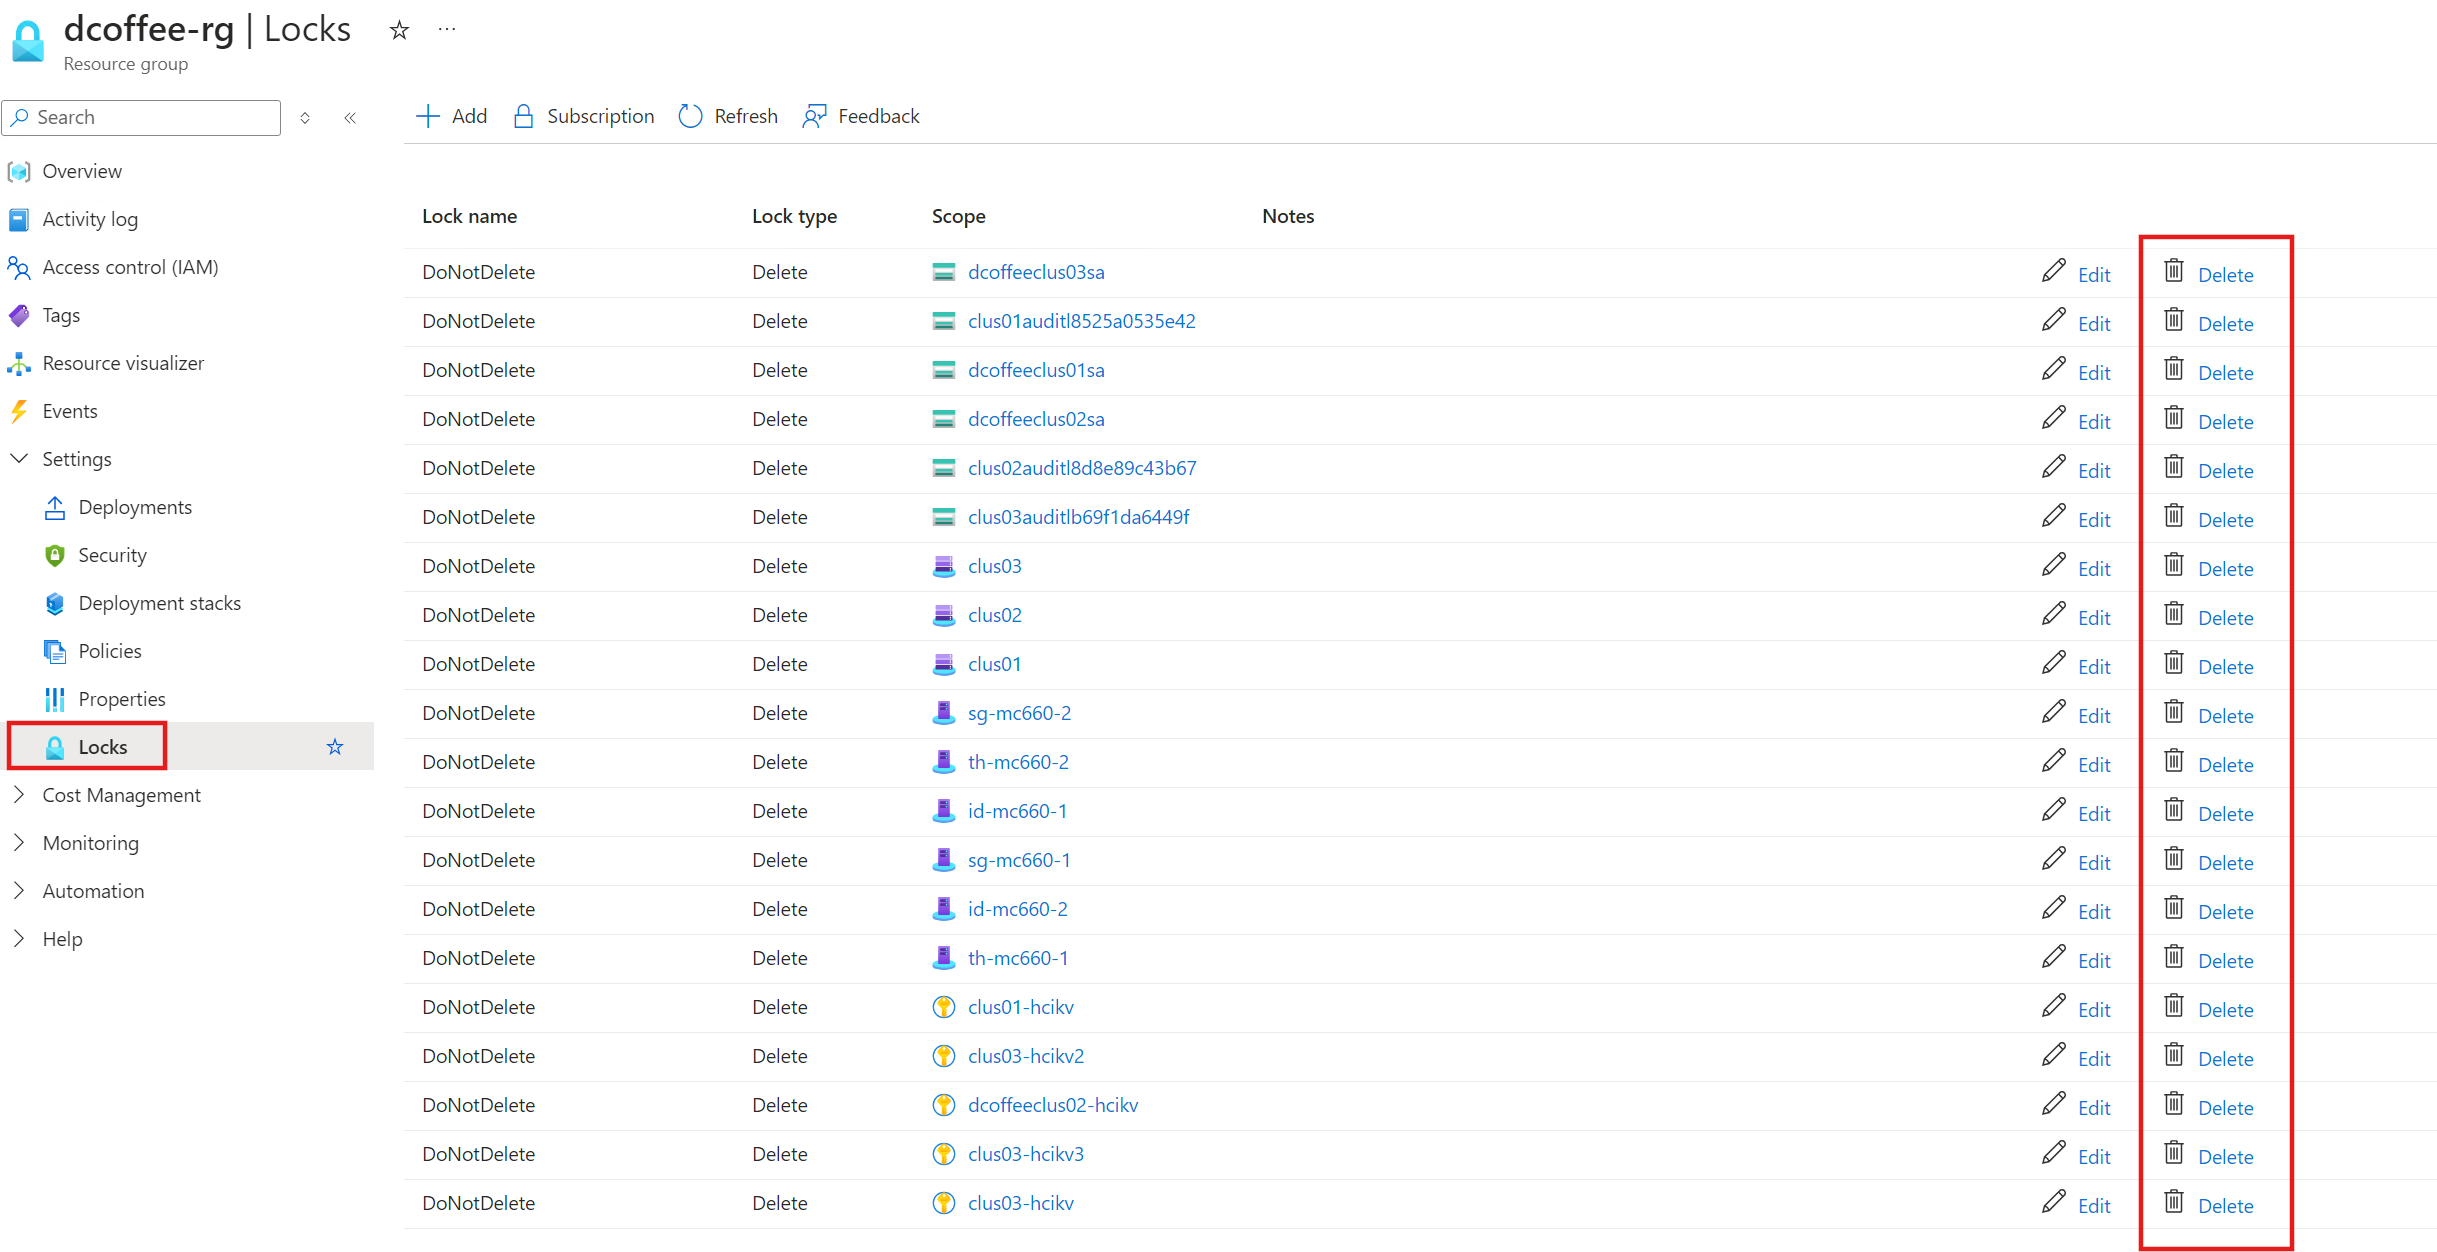 dcoffee-rg | Locks
Resource group
Search
Add Subscription Refresh Feedback
Overview
Activity log
Access control (IAM)
Tags
Resource visualizer
Events
Settings
Deployments
Security
Deployment stacks
Policies
Properties
Locks
Cost Management
Monitoring
Automation
Help
Lock name Lock type Scope Notes
DoNotDelete Delete dcoffeeclus03sa Edit Delete
DoNotDelete Delete clus01auditl8525a0535e42 Edit Delete
DoNotDelete Delete dcoffeeclus01sa Edit Delete
DoNotDelete Delete dcoffeeclus02sa Edit Delete
DoNotDelete Delete clus02auditl8d8e89c43b67 Edit Delete
DoNotDelete Delete clus03auditlb69f1da6449f Edit Delete
DoNotDelete Delete clus03 Edit Delete
DoNotDelete Delete clus02 Edit Delete
DoNotDelete Delete clus01 Edit Delete
DoNotDelete Delete sg-mc660-2 Edit Delete
DoNotDelete Delete th-mc660-2 Edit Delete
DoNotDelete Delete id-mc660-1 Edit Delete
DoNotDelete Delete sg-mc660-1 Edit Delete
DoNotDelete Delete id-mc660-2 Edit Delete
DoNotDelete Delete th-mc660-1 Edit Delete
DoNotDelete Delete clus01-hcikv Edit Delete
DoNotDelete Delete clus03-hcikv2 Edit Delete
DoNotDelete Delete dcoffeeclus02-hcikv Edit Delete
DoNotDelete Delete clus03-hcikv3 Edit Delete
DoNotDelete Delete clus03-hcikv Edit Delete